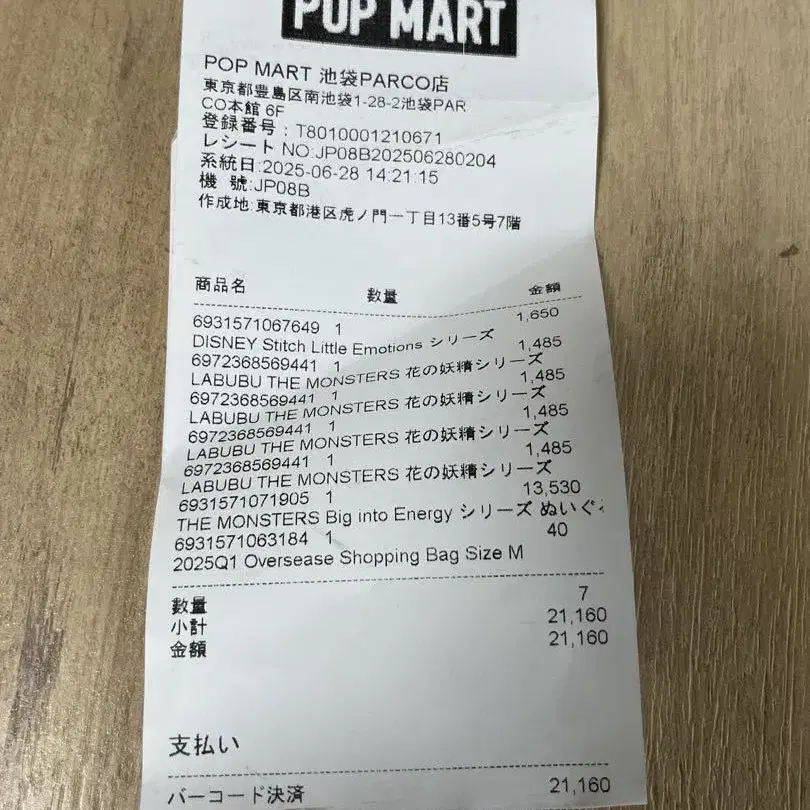 POP MART
POP MART 池袋PARCO店
東京都豊島区南池袋1-28-2池袋PAR
CO本館 6F
登録番号：T8010001210671
レシート NO:JP08B202506280204
系統日:2025-06-28 14:21:15
機 號:JP08B
作成地:東京都港区虎ノ門一丁目13番5号7階
商品名 數量 金額
6931571067649 1 1,650
DISNEY Stitch Little Emotions シリーズ
6972368569441 1 1,485
LABUBU THE MONSTERS 花の妖精シリーズ
6972368569441 1 1,485
LABUBU THE MONSTERS 花の妖精シリーズ
6972368569441 1 1,485
LABUBU THE MONSTERS 花の妖精シリーズ
6972368569441 1 1,485
LABUBU THE MONSTERS 花の妖精シリーズ
6931571071905 1 13,530
THE MONSTERS Big into Energy シリーズ ぬいぐ
6931571063184 1 40
2025Q1 Oversease Shopping Bag Size M
數量 7
小計 21,160
金額 21,160
支払い
バーコード決済 21,160